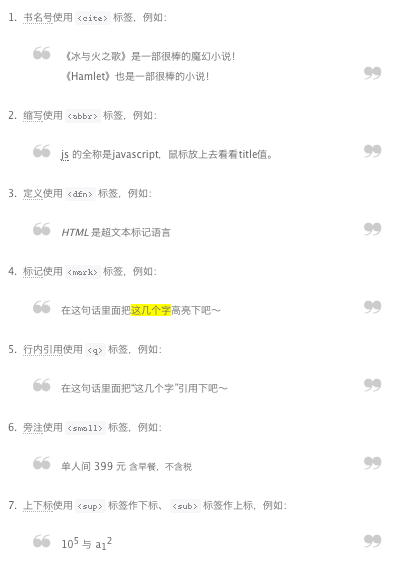 1. 书名号使用 <cite> 标签，例如：
《冰与火之歌》是一部很棒的魔幻小说！
《Hamlet》也是一部很棒的小说！
2. 缩写使用 <abbr> 标签，例如：
js 的全称是javascript，鼠标放上去看看title值。
3. 定义使用 <dfn> 标签，例如：
HTML 是超文本标记语言
4. 标记使用 <mark> 标签，例如：
在这句话里面把这几个字高亮下吧～
5. 行内引用使用 <q> 标签，例如：
在这句话里面把“这几个字”引用下吧～
6. 旁注使用 <small> 标签，例如：
单人间 399 元 含早餐，不含税
7. 上下标使用 <sup> 标签作下标、 <sub> 标签作上标，例如：
10⁵ 与 a₁²